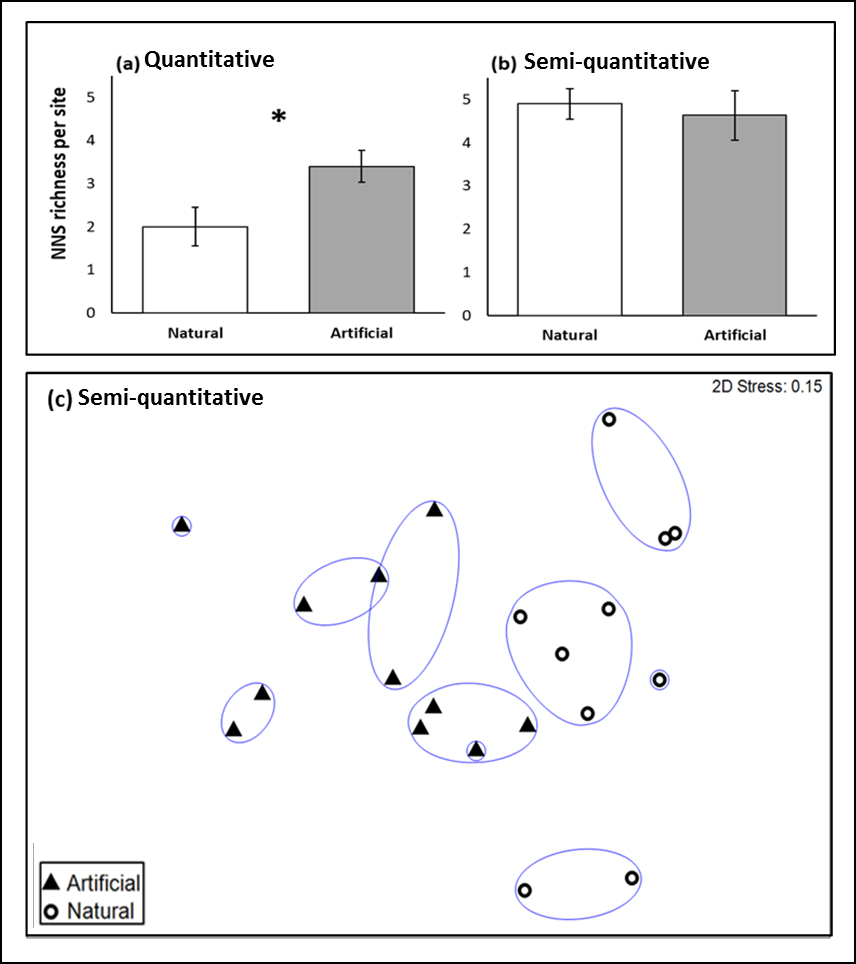 (a) Quantitative
NNS richness per site
5
4
3
2
1
0
*
Natural
Artificial
(b) Semi-quantitative
5
4
3
2
1
0
Natural
Artificial
(c) Semi-quantitative
2D Stress: 0.15
Artificial
Natural